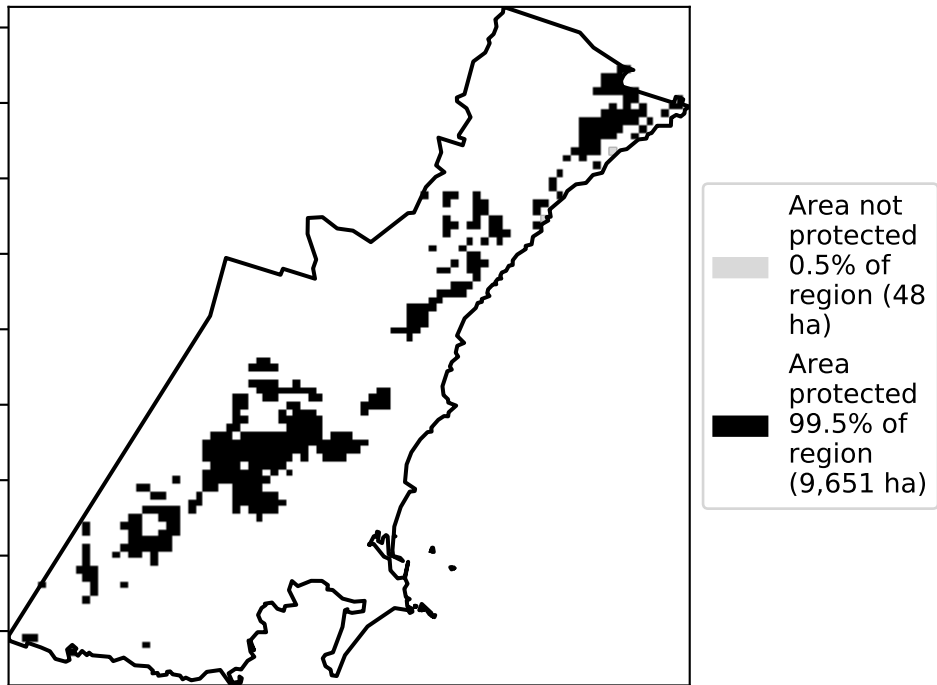 Area not
protected
0.5% of
region (48
ha)
Area
protected
99.5% of
region
(9,651 ha)